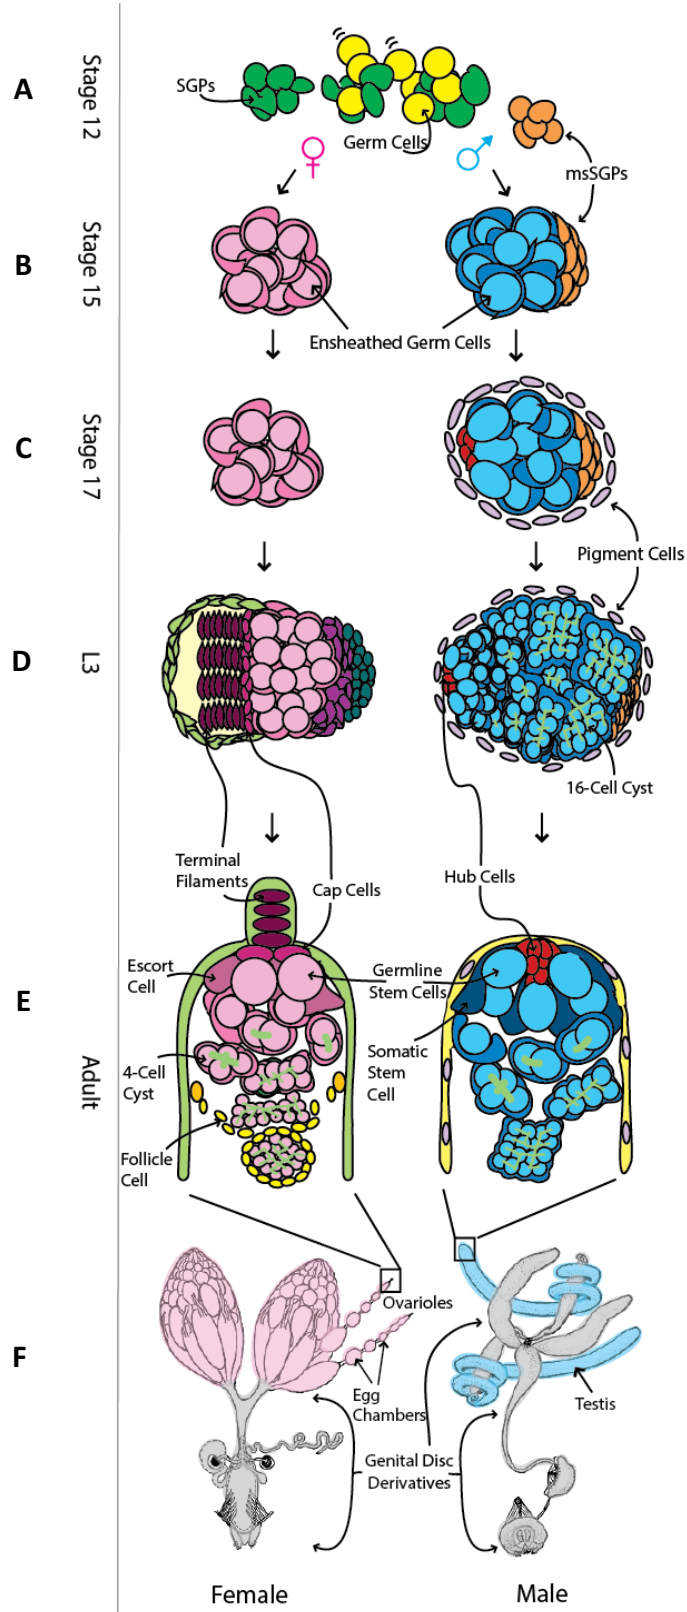 A
Stage 12
SGPs
Germ Cells
♀
♂
msSGPs
B
Stage 15
Ensheathed Germ Cells
C
Stage 17
Pigment Cells
D
L3
16-Cell Cyst
Terminal
Filaments
Cap Cells
Hub Cells
E
Adult
Escort
Cell
Germline
Stem Cells
4-Cell
Cyst
Somatic
Stem
Cell
Follicle
Cell
F
Ovarioles
Egg
Chambers
Testis
Genital Disc
Derivatives
Female
Male